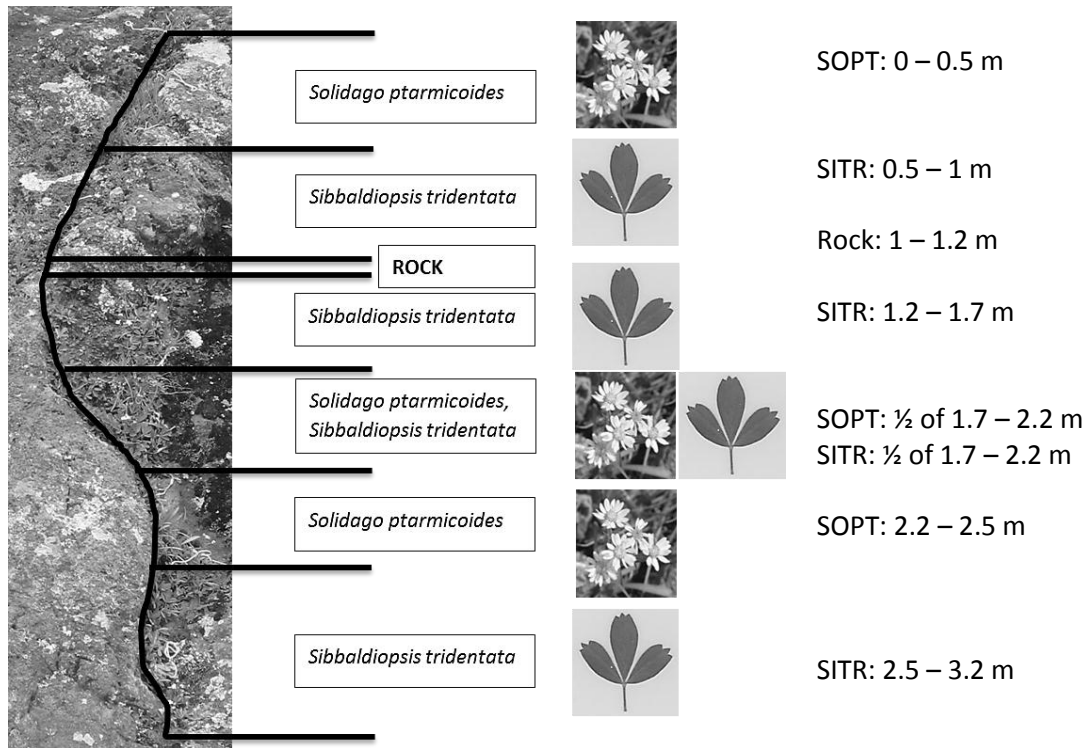 SOPT: 0 – 0.5 m
Solidago ptarmicoides
SITR: 0.5 – 1 m
Sibbaldiopsis tridentata
Rock: 1 – 1.2 m
ROCK
Sibbaldiopsis tridentata
SITR: 1.2 – 1.7 m
Solidago ptarmicoides,
Sibbaldiopsis tridentata
SOPT: ½ of 1.7 – 2.2 m
SITR: ½ of 1.7 – 2.2 m
Solidago ptarmicoides
SOPT: 2.2 – 2.5 m
Sibbaldiopsis tridentata
SITR: 2.5 – 3.2 m